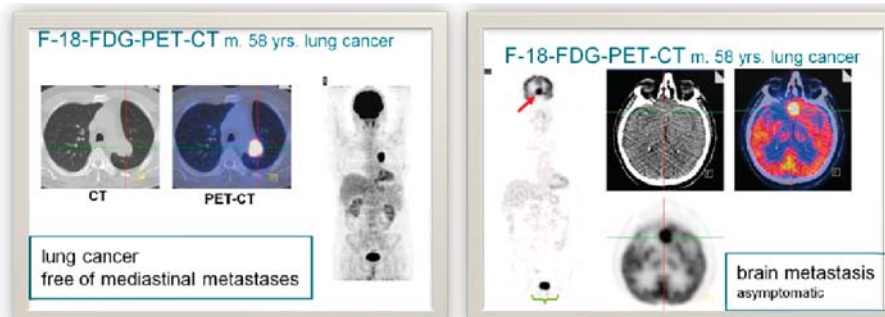 F-18-FDG-PET-CT m. 58 yrs. lung cancer
CT
PET-CT
lung cancer
free of mediastinal metastases
F-18-FDG-PET-CT m. 58 yrs. lung cancer
brain metastasis
asymptomatic